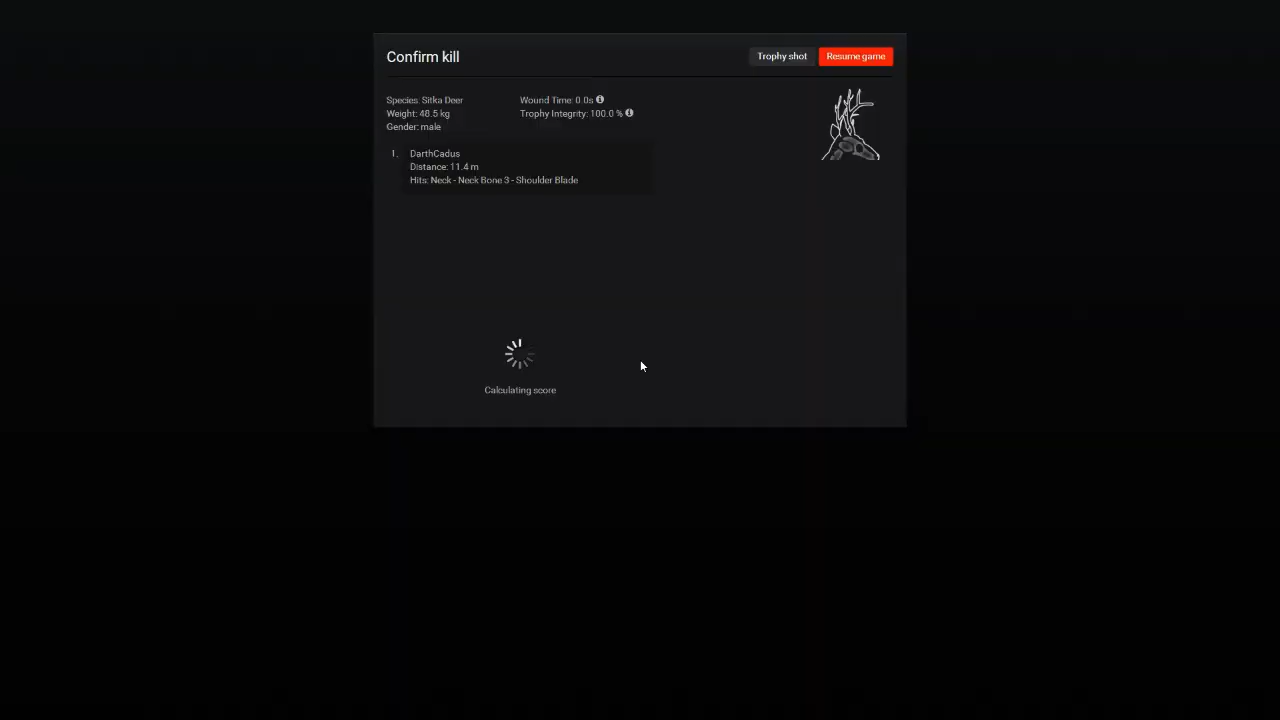 Confirm kill
Trophy shot
Resume game
Species: Sitka Deer
Wound Time: 0.0s
Weight: 48.5 kg
Trophy Integrity: 100.0 %
Gender: male
1. DarthCadus
Distance: 11.4 m
Hits: Neck - Neck Bone 3 - Shoulder Blade
Calculating score